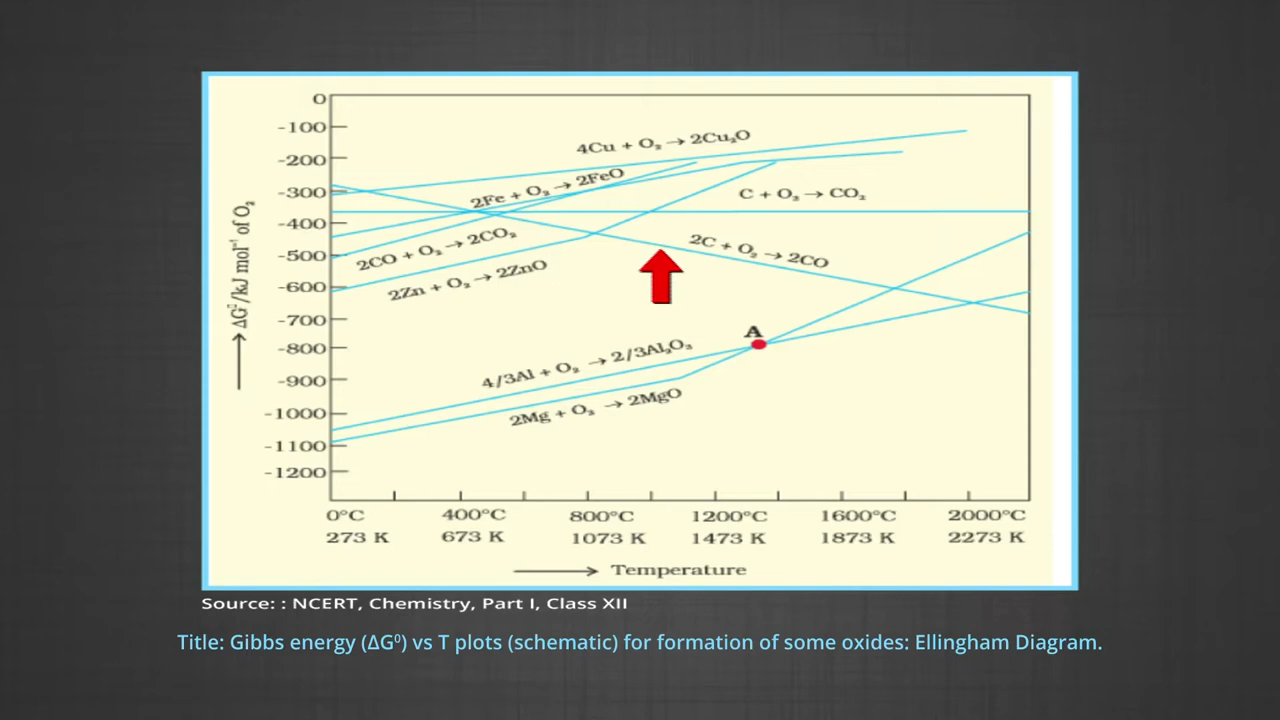 0
-100
-200
-300
-400
-500
-600
-700
-800
-900
-1000
-1100
-1200
ΔG⁰/kJ mol⁻¹ of O₂
4Cu + O₂ → 2Cu₂O
2Fe + O₂ → 2FeO
C + O₂ → CO₂
2CO + O₂ → 2CO₂
2C + O₂ → 2CO
2Zn + O₂ → 2ZnO
A
4/3Al + O₂ → 2/3Al₂O₃
2Mg + O₂ → 2MgO
0°C 400°C 800°C 1200°C 1600°C 2000°C
273 K 673 K 1073 K 1473 K 1873 K 2273 K
Temperature
Source: : NCERT, Chemistry, Part I, Class XII
Title: Gibbs energy (ΔG⁰) vs T plots (schematic) for formation of some oxides: Ellingham Diagram.